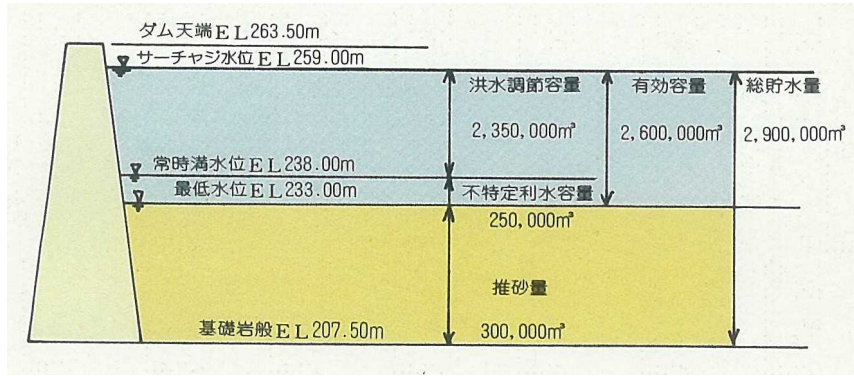 ダム天端EL263.50m
サーチャジ水位EL259.00m
洪水調節容量
有効容量
総貯水量
2,350,000㎥
2,600,000㎥
2,900,000㎥
常時満水位EL238.00m
最低水位EL233.00m
不特定利水容量
250,000㎥
推砂量
基礎岩般EL207.50m
300,000㎥